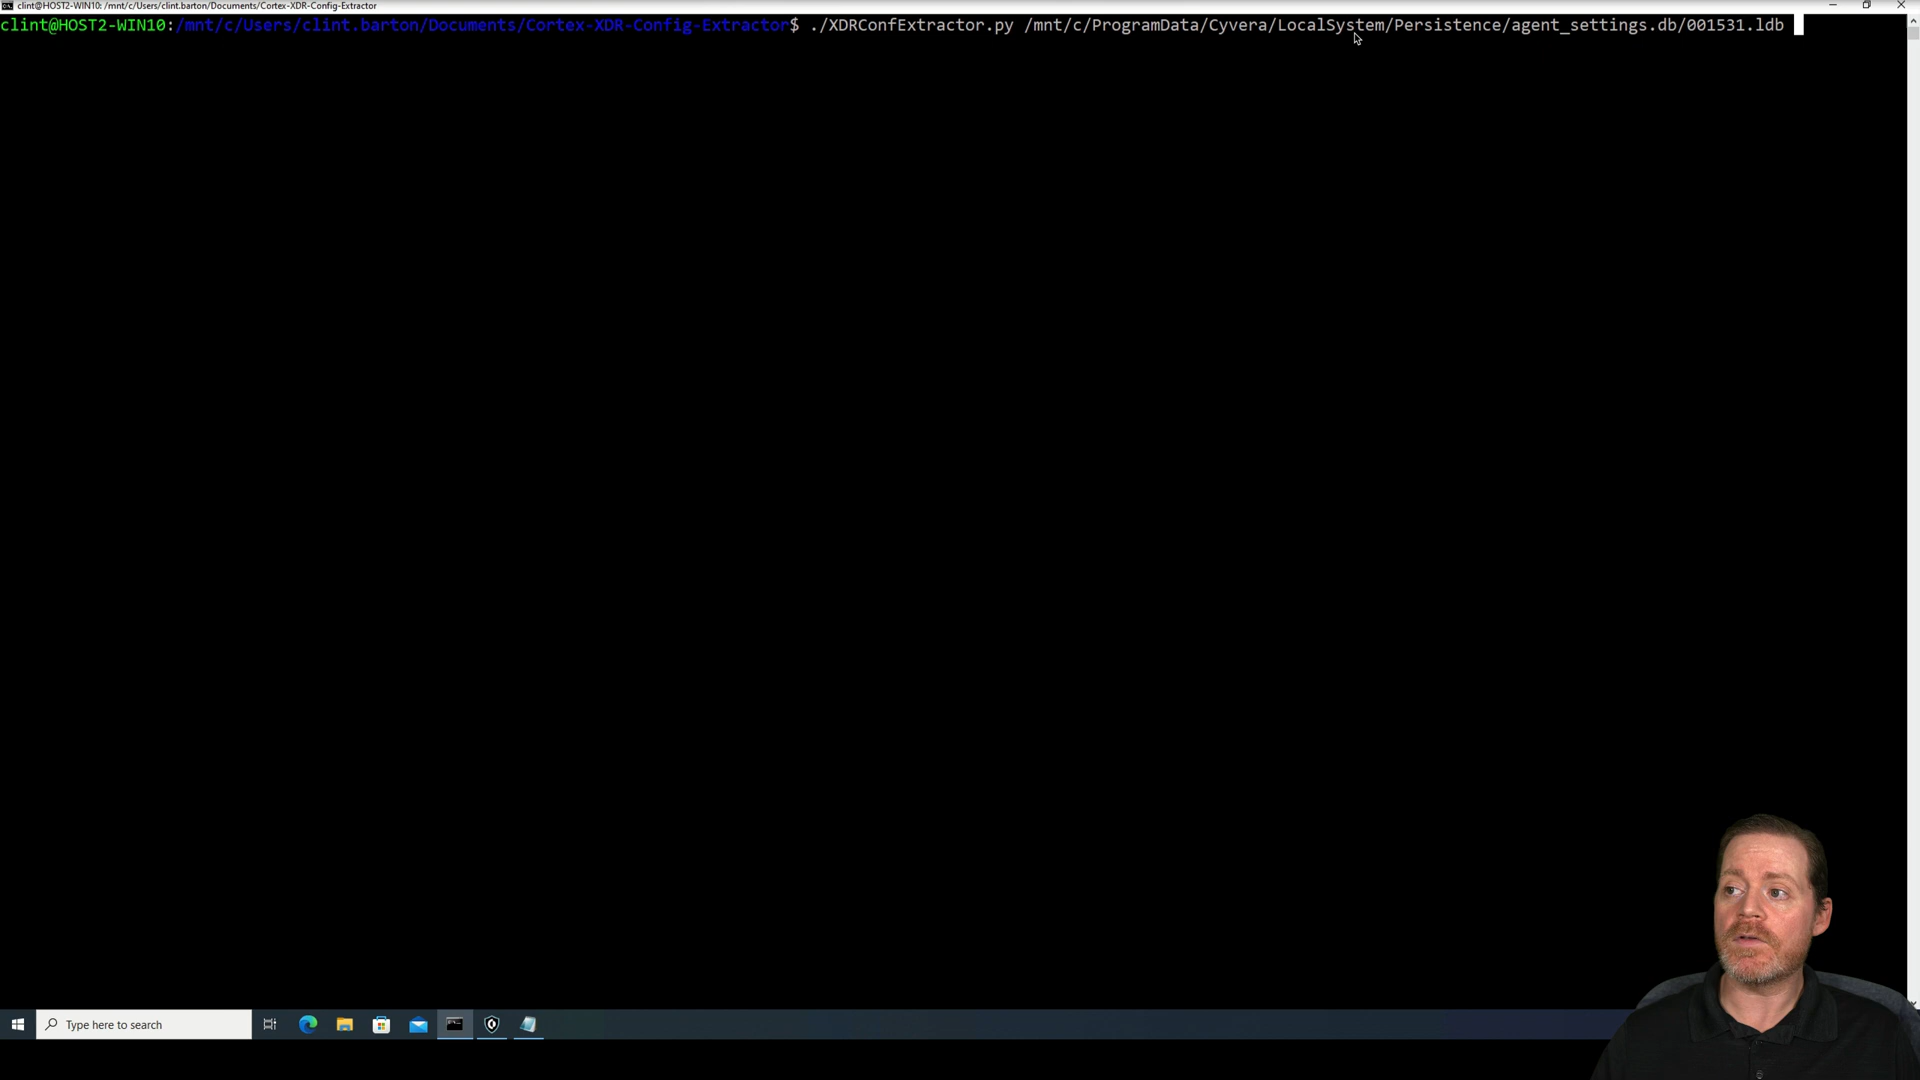 clint@HOST2-WIN10: /mnt/c/Users/clint.barton/Documents/Cortex-XDR-Config-Extractor
clint@HOST2-WIN10:/mnt/c/Users/clint.barton/Documents/Cortex-XDR-Config-Extractor$ ./XDRConfExtractor.py /mnt/c/ProgramData/Cyvera/LocalSystem/Persistence/agent_settings.db/001531.ldb
Type here to search